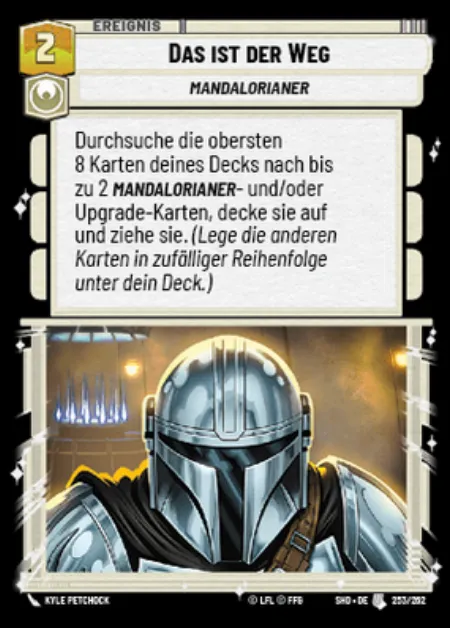 EREIGNIS
2
DAS IST DER WEG
MANDALORIANER
Durchsuche die obersten
8 Karten deines Decks nach bis
zu 2 MANDALORIANER- und/oder
Upgrade-Karten, decke sie auf
und ziehe sie. (Lege die anderen
Karten in zufälliger Reihenfolge
unter dein Deck.)
KYLE PETCHOCK
© LFL © FFG
SHD • DE
253/262